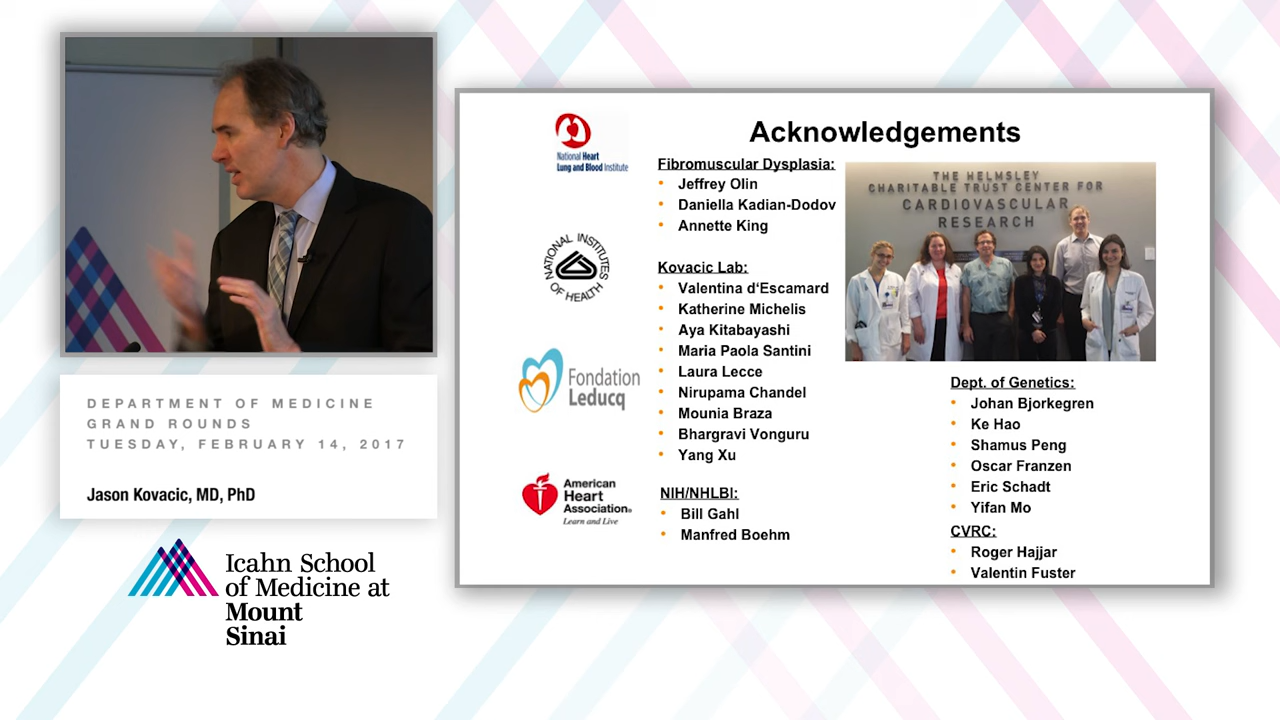 DEPARTMENT OF MEDICINE
GRAND ROUNDS
TUESDAY, FEBRUARY 14, 2017
Jason Kovacic, MD, PhD
Icahn School
of Medicine at
Mount
Sinai
Acknowledgements
National Heart
Lung and Blood Institute
NATIONAL INSTITUTES
OF HEALTH
Fondation
Leducq
American
Heart
Association®
Learn and Live
Fibromuscular Dysplasia:
• Jeffrey Olin
• Daniella Kadian-Dodov
• Annette King
Kovacic Lab:
• Valentina d'Escamard
• Katherine Michelis
• Aya Kitabayashi
• Maria Paola Santini
• Laura Lecce
• Nirupama Chandel
• Mounia Braza
• Bhargravi Vonguru
• Yang Xu
NIH/NHLBI:
• Bill Gahl
• Manfred Boehm
THE HELMSLEY
CHARITABLE TRUST CENTER FOR
CARDIOVASCULAR
RESEARCH
Dept. of Genetics:
• Johan Bjorkegren
• Ke Hao
• Shamus Peng
• Oscar Franzen
• Eric Schadt
• Yifan Mo
CVRC:
• Roger Hajjar
• Valentin Fuster